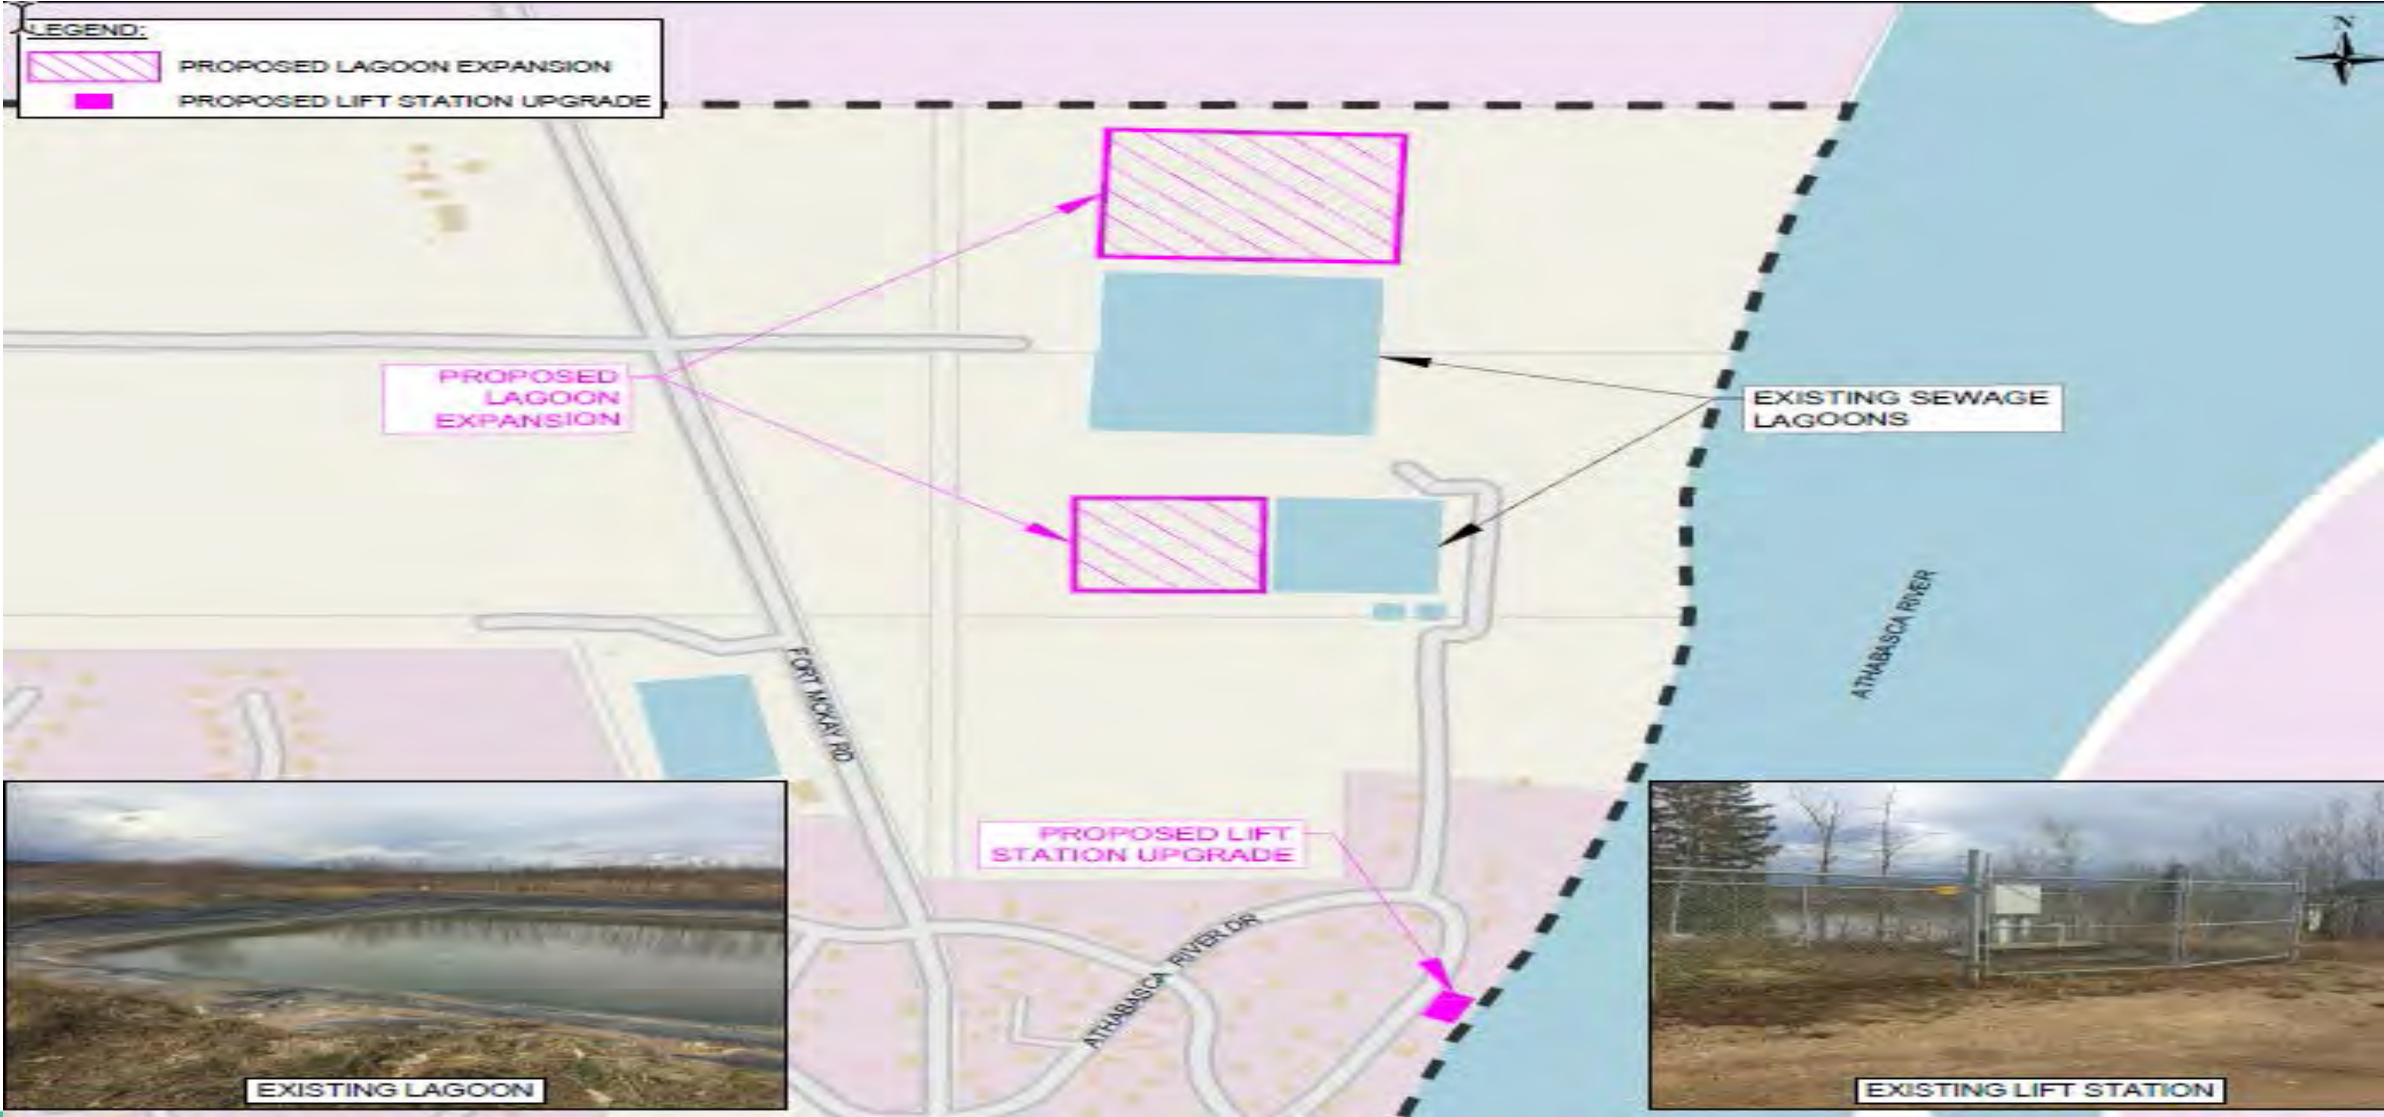 LEGEND:
PROPOSED LAGOON EXPANSION
PROPOSED LIFT STATION UPGRADE
N
PROPOSED
LAGOON
EXPANSION
EXISTING SEWAGE
LAGOONS
ATHABASCA RIVER
FORT MCKAY RD
PROPOSED LIFT
STATION UPGRADE
ATHABASCA RIVER DR
EXISTING LAGOON
EXISTING LIFT STATION